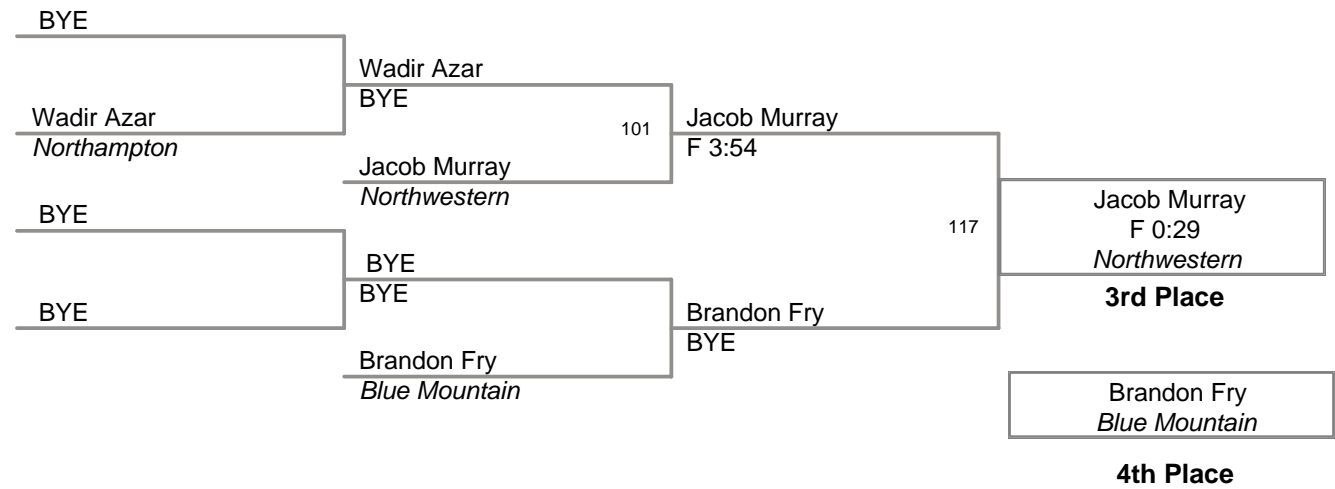 BYE
Wadir Azar
BYE
Wadir Azar
Northampton
101
Jacob Murray
F 3:54
Jacob Murray
Northwestern
BYE
117
Jacob Murray
F 0:29
Northwestern
3rd Place
BYE
BYE
BYE
Brandon Fry
BYE
Brandon Fry
Blue Mountain
Brandon Fry
Blue Mountain
4th Place